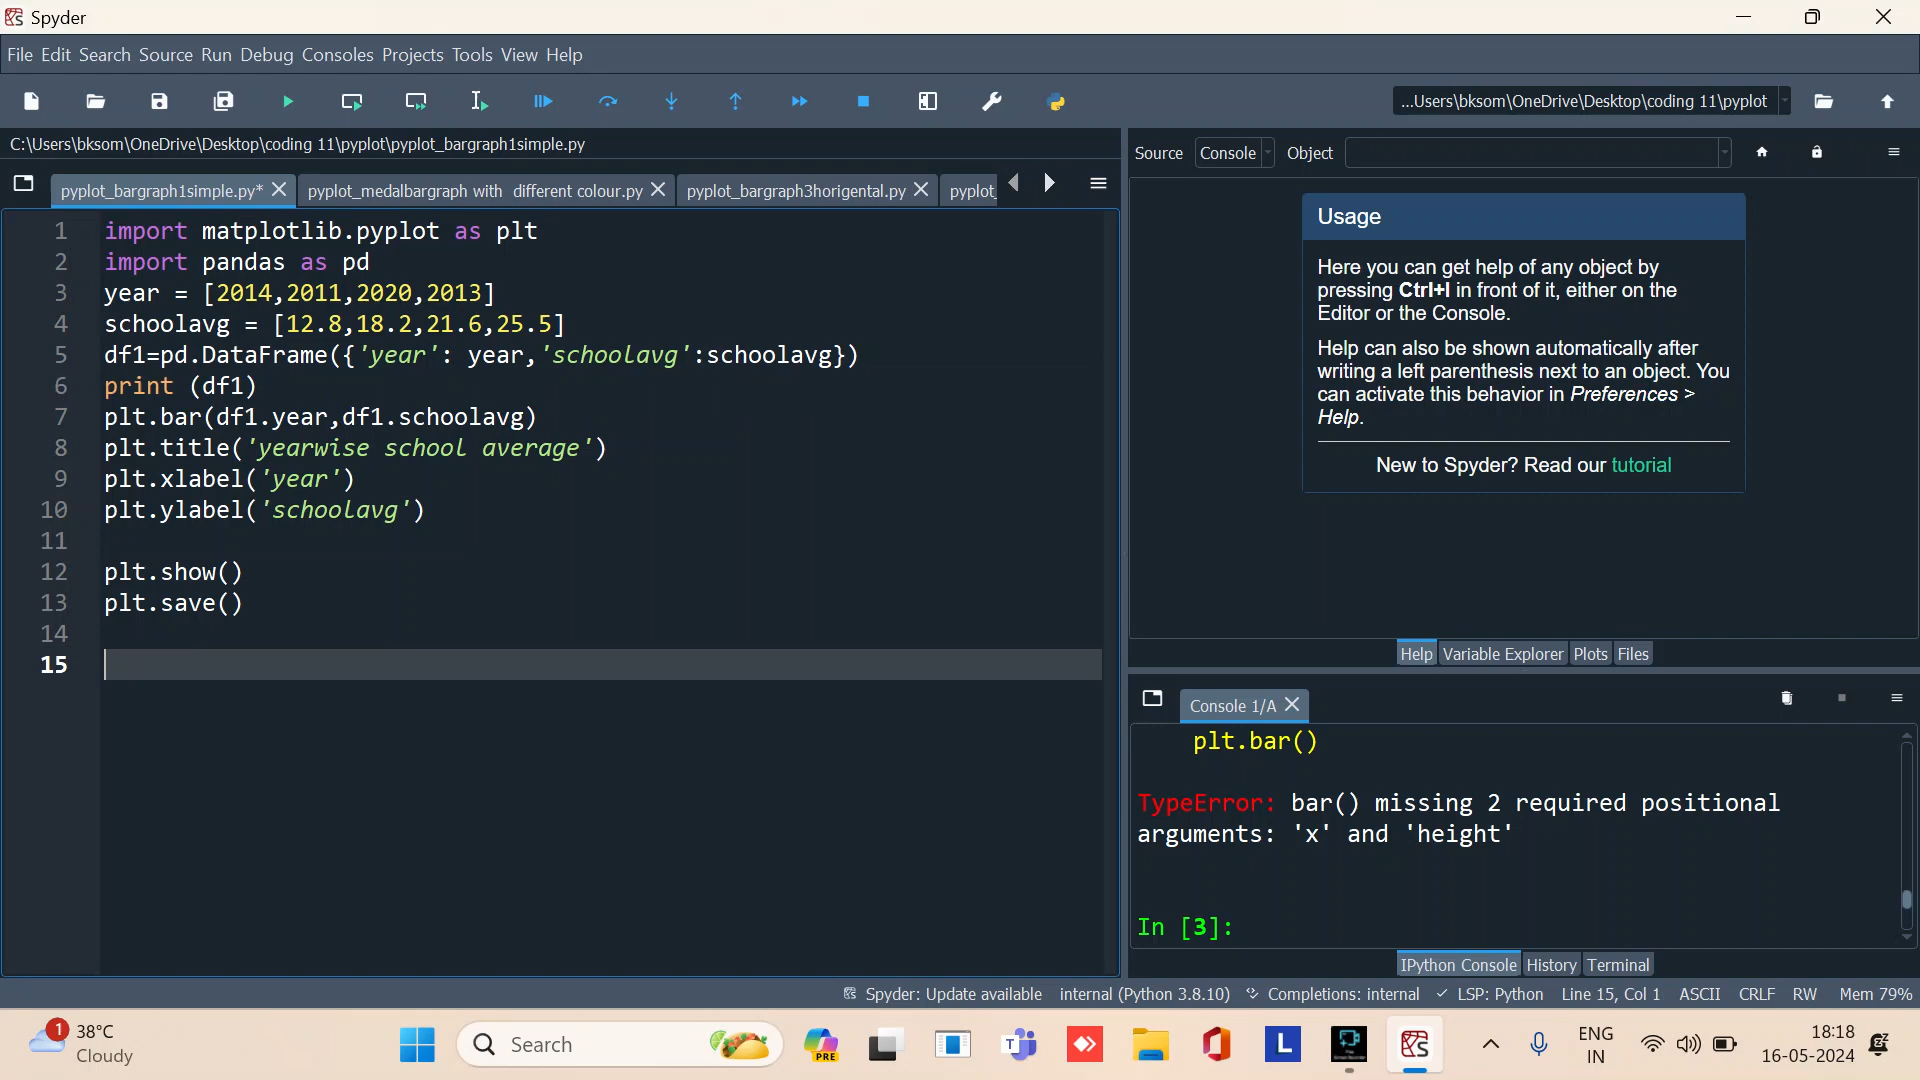 Spyder
File Edit Search Source Run Debug Consoles Projects Tools View Help
...Users\bksom\OneDrive\Desktop\coding 11\pyplot
C:\Users\bksom\OneDrive\Desktop\coding 11\pyplot\pyplot_bargraph1simple.py
pyplot_bargraph1simple.py*
pyplot_medalbargraph with different colour.py
pyplot_bargraph3horigental.py
pyplot_
1 import matplotlib.pyplot as plt
2 import pandas as pd
3 year = [2014,2011,2020,2013]
4 schoolavg = [12.8,18.2,21.6,25.5]
5 df1=pd.DataFrame({'year': year,'schoolavg':schoolavg})
6 print (df1)
7 plt.bar(df1.year,df1.schoolavg)
8 plt.title('yearwise school average')
9 plt.xlabel('year')
10 plt.ylabel('schoolavg')
11
12 plt.show()
13 plt.save()
14
15
Source Console Object
Usage
Here you can get help of any object by
pressing Ctrl+I in front of it, either on the
Editor or the Console.
Help can also be shown automatically after
writing a left parenthesis next to an object. You
can activate this behavior in Preferences >
Help.
New to Spyder? Read our tutorial
Help Variable Explorer Plots Files
Console 1/A
plt.bar()
TypeError: bar() missing 2 required positional
arguments: 'x' and 'height'
In [3]:
IPython Console History Terminal
Spyder: Update available internal (Python 3.8.10) Completions: internal LSP: Python Line 15, Col 1 ASCII CRLF RW Mem 79%
1
38°C
Cloudy
Search
PRE
T
L
ENG
IN
18:18
16-05-2024